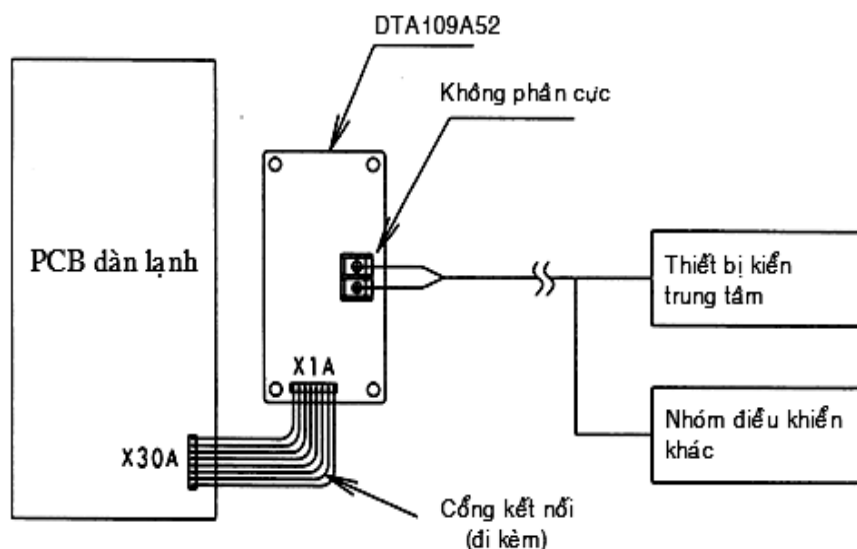 DTA109A52
Không phân cực
PCB dàn lạnh
Thiết bị kiển
trung tâm
X1A
X30A
Nhóm điều khiển
khác
Cổng kết nối
(đi kèm)